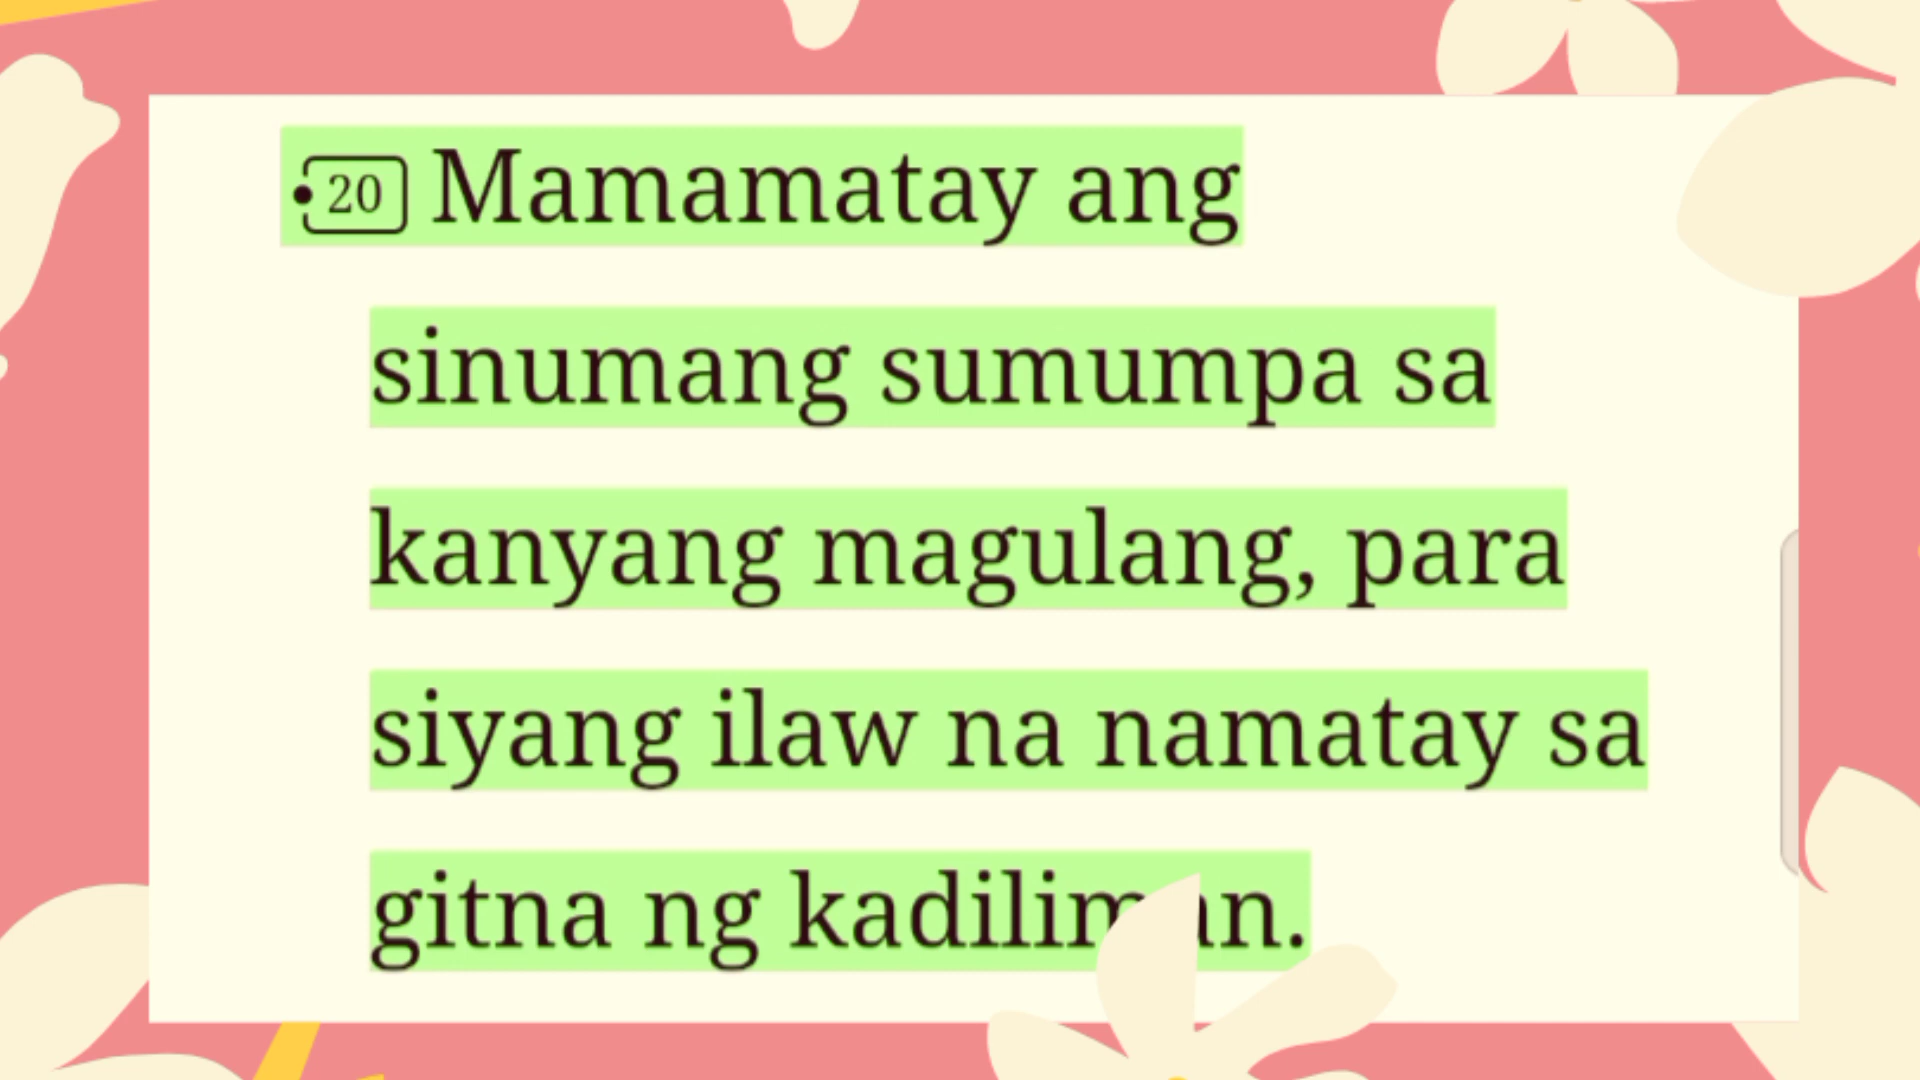 20 Mamamatay ang
sinumang sumumpa sa
kanyang magulang, para
siyang ilaw na namatay sa
gitna ng kadiliman.